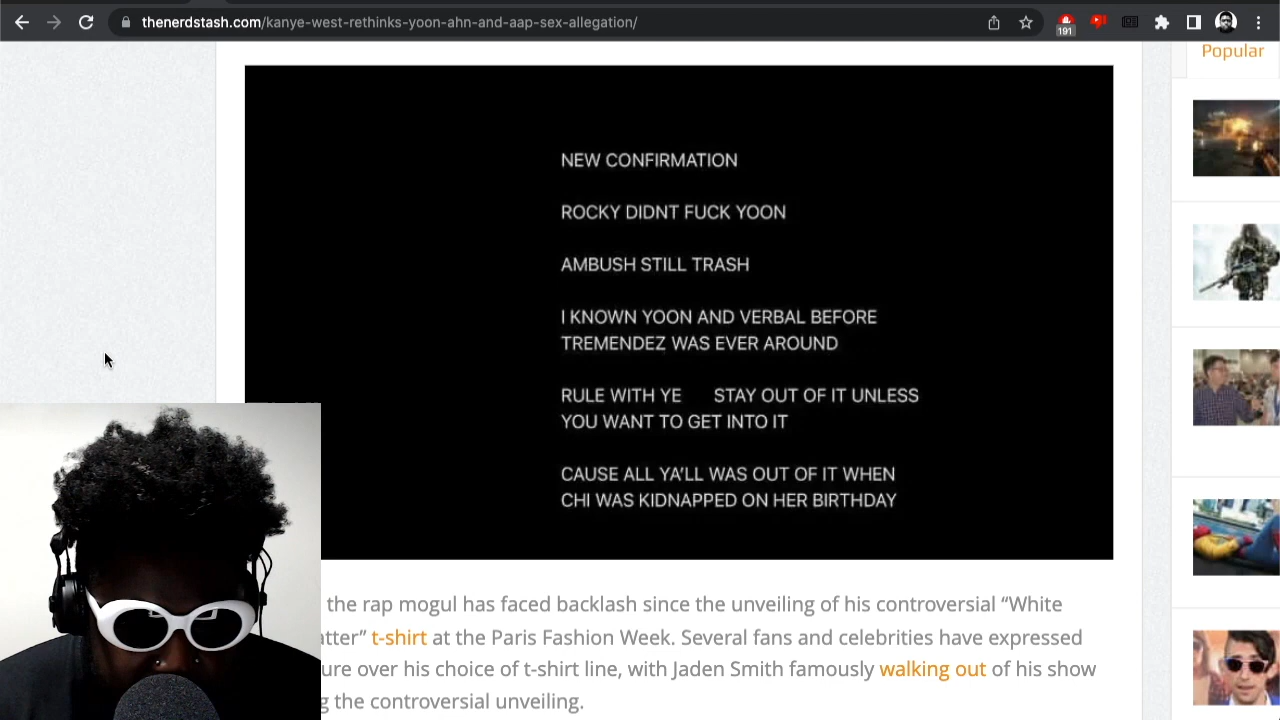 thenerdstash.com/kanye-west-rethinks-yoon-ahn-and-aap-sex-allegation/
191
Popular
NEW CONFIRMATION
ROCKY DIDNT FUCK YOON
AMBUSH STILL TRASH
I KNOWN YOON AND VERBAL BEFORE
TREMENDEZ WAS EVER AROUND
RULE WITH YE STAY OUT OF IT UNLESS
YOU WANT TO GET INTO IT
CAUSE ALL YA'LL WAS OUT OF IT WHEN
CHI WAS KIDNAPPED ON HER BIRTHDAY
the rap mogul has faced backlash since the unveiling of his controversial “White
atter” t-shirt at the Paris Fashion Week. Several fans and celebrities have expressed
ure over his choice of t-shirt line, with Jaden Smith famously walking out of his show
g the controversial unveiling.